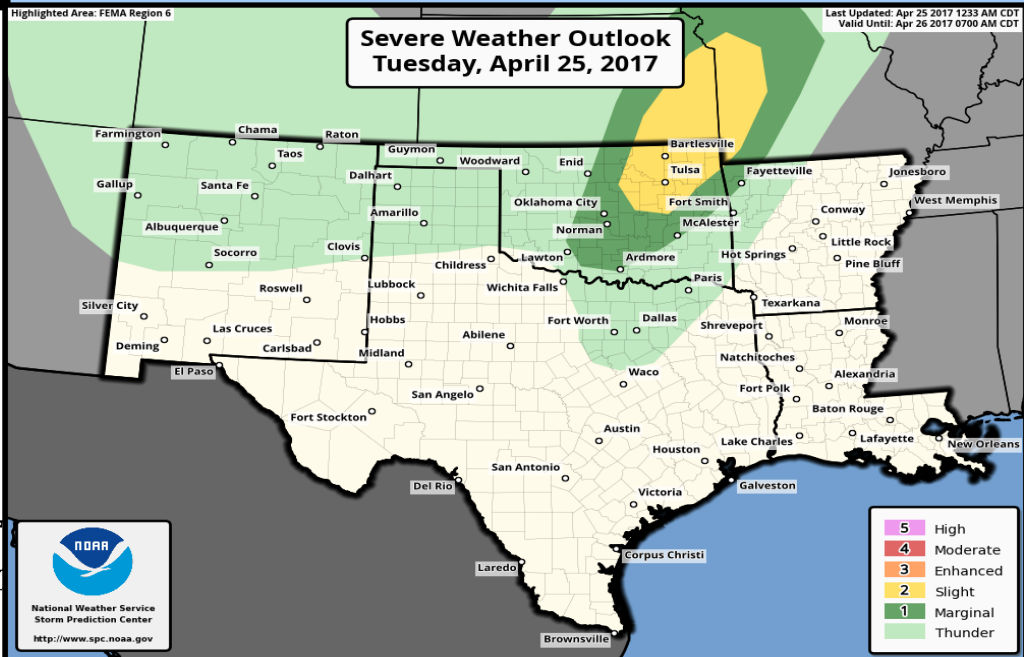 Highlighted Area: FEMA Region 6
Last Updated: Apr 25 2017 1233 AM CDT
Valid Until: Apr 26 2017 0700 AM CDT
Severe Weather Outlook
Tuesday, April 25, 2017
Farmington
Chama
Raton
Taos
Guymon
Woodward
Enid
Bartlesville
Tulsa
Fayetteville
Jonesboro
Gallup
Santa Fe
Dalhart
Oklahoma City
Fort Smith
West Memphis
Albuquerque
Amarillo
Norman
McAlester
Conway
Socorro
Clovis
Childress
Lawton
Ardmore
Hot Springs
Little Rock
Pine Bluff
Roswell
Lubbock
Wichita Falls
Paris
Silver City
Texarkana
Las Cruces
Hobbs
Abilene
Fort Worth
Dallas
Shreveport
Monroe
Deming
Carlsbad
Midland
Natchitoches
El Paso
Waco
Alexandria
San Angelo
Fort Polk
Fort Stockton
Baton Rouge
Austin
Lake Charles
Lafayette
New Orleans
Houston
San Antonio
Del Rio
Victoria
Galveston
Corpus Christi
Laredo
Brownsville
NOAA
National Weather Service
Storm Prediction Center
http://www.spc.noaa.gov
5 High
4 Moderate
3 Enhanced
2 Slight
1 Marginal
Thunder